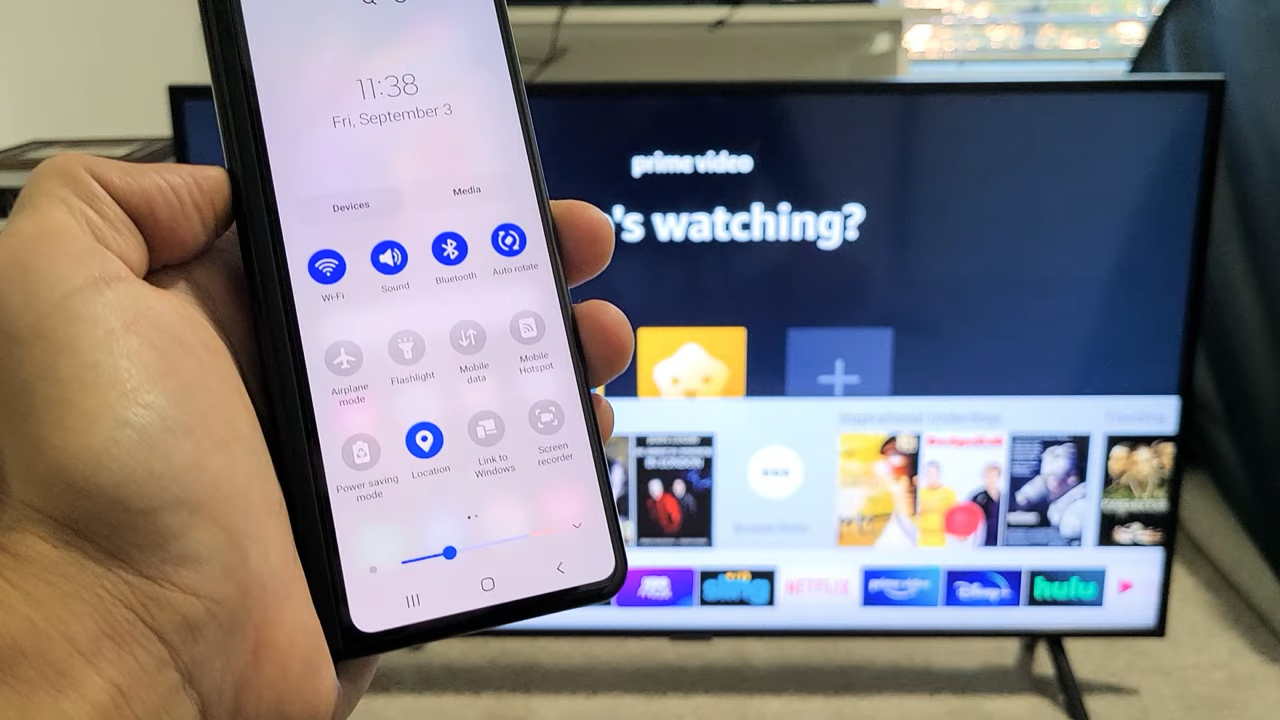 11:38
Fri, September 3
Devices
Media
Wi-Fi
Sound
Bluetooth
Auto rotate
Airplane
mode
Flashlight
Mobile
data
Mobile
Hotspot
Power saving
mode
Location
Link to
Windows
Screen
recorder
prime video
's watching?
sling
NETFLIX
prime video
Disney+
hulu